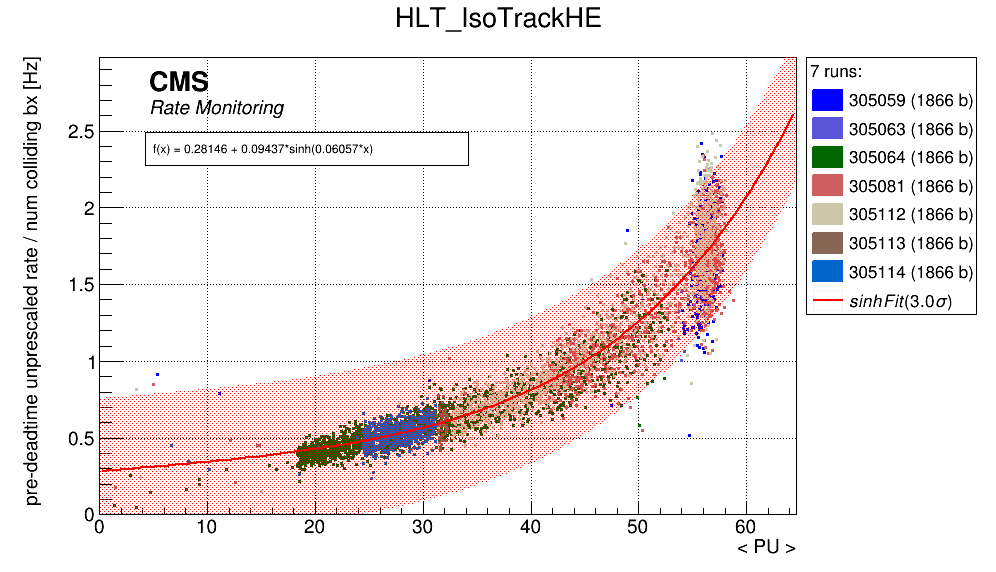 HLT_IsoTrackHE
pre-deadtime unprescaled rate / num colliding bx [Hz]
CMS
Rate Monitoring
f(x) = 0.28146 + 0.09437*sinh(0.06057*x)
2.5
2
1.5
1
0.5
0
0 10 20 30 40 50 60
< PU >
7 runs:
305059 (1866 b)
305063 (1866 b)
305064 (1866 b)
305081 (1866 b)
305112 (1866 b)
305113 (1866 b)
305114 (1866 b)
sinhFit(3.0σ)